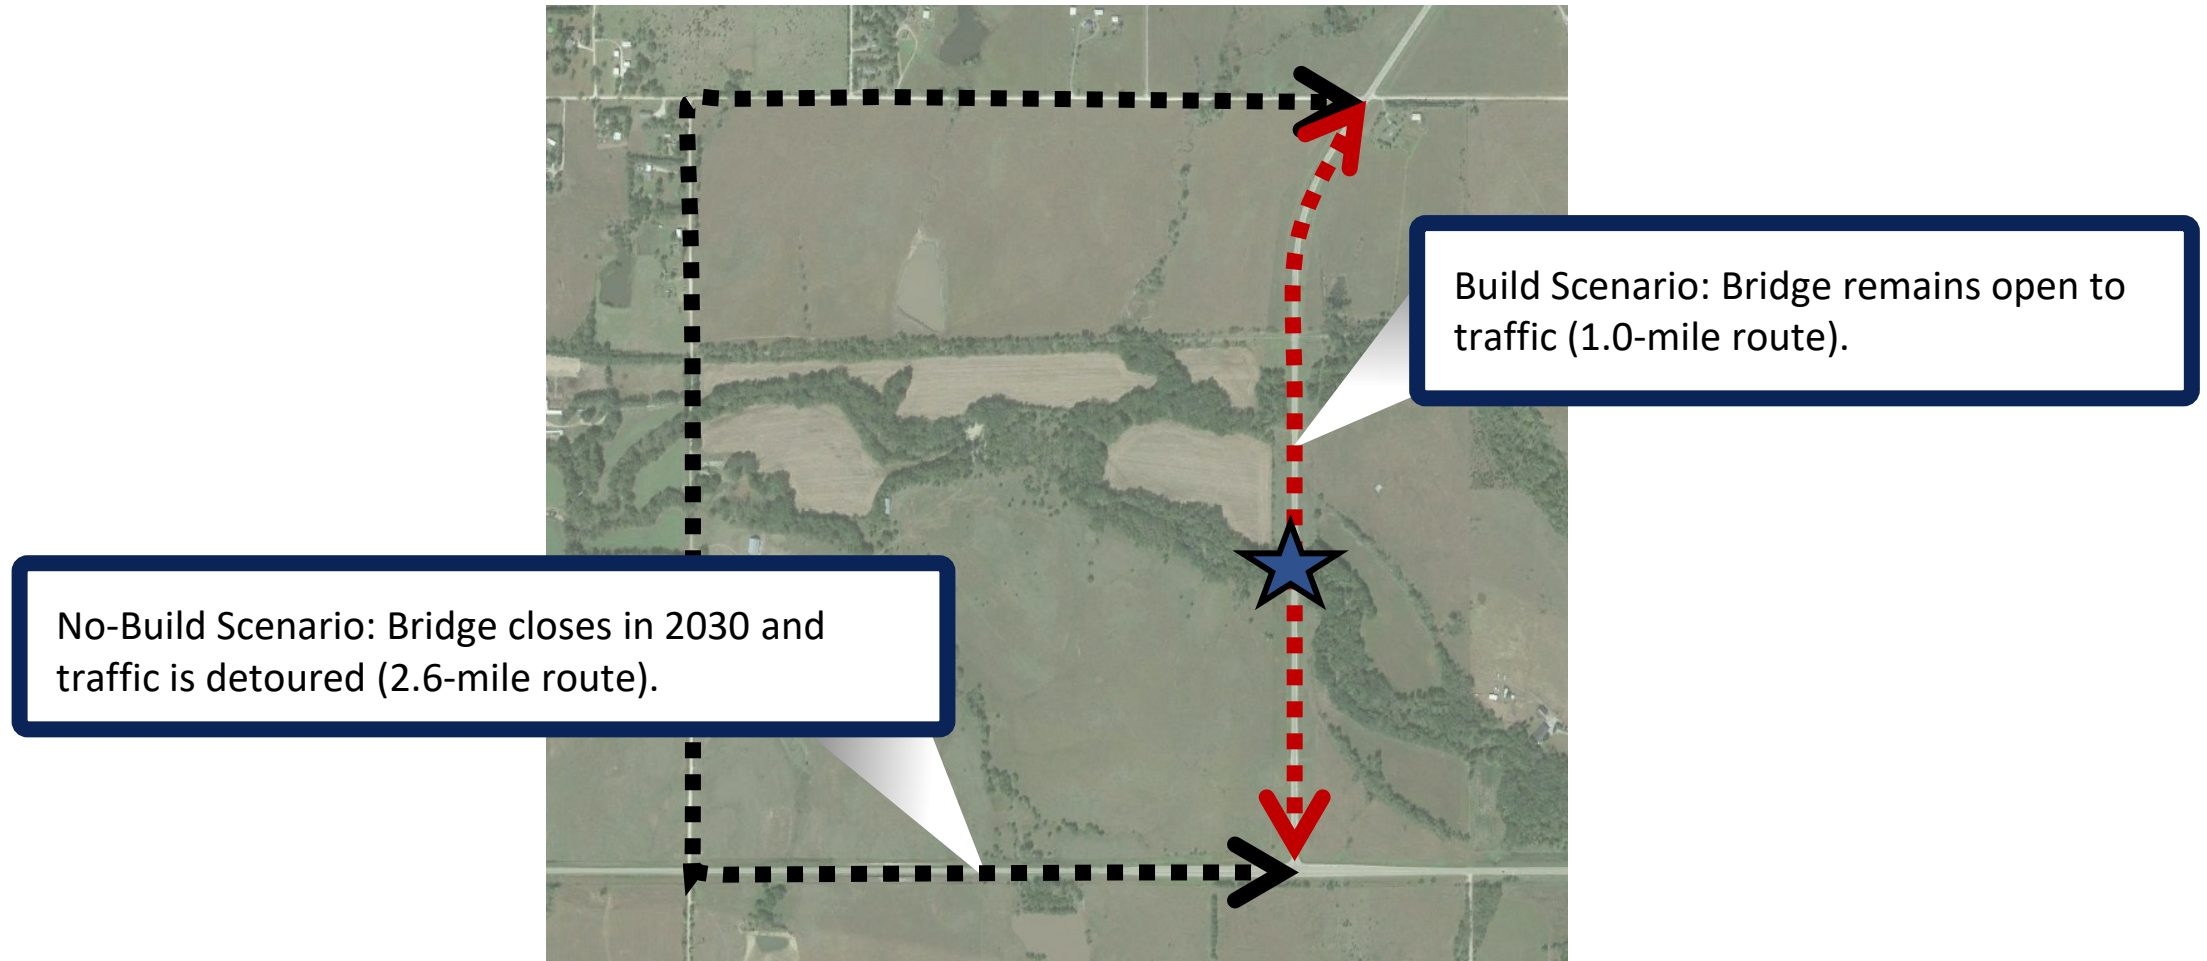 Build Scenario: Bridge remains open to
traffic (1.0-mile route).
No-Build Scenario: Bridge closes in 2030 and
traffic is detoured (2.6-mile route).